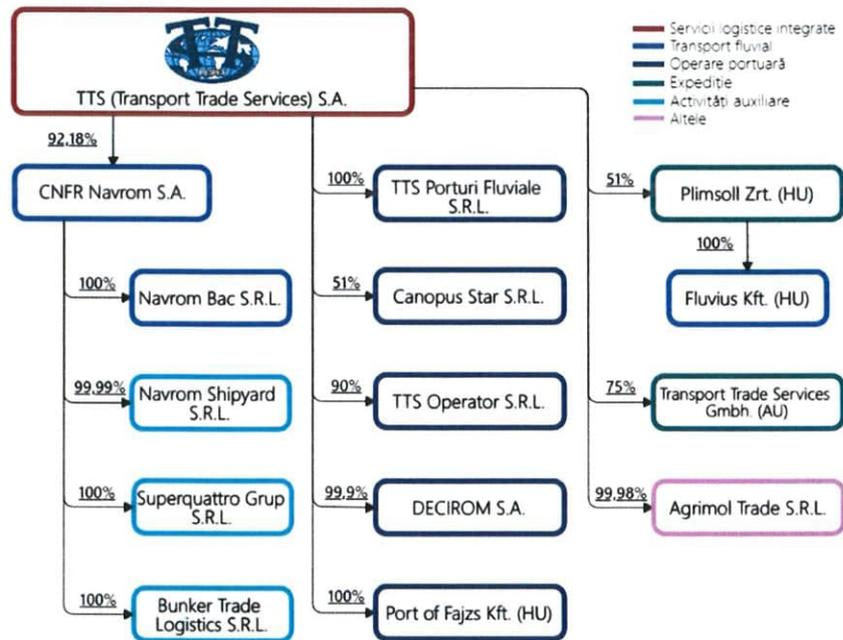 TTS (Transport Trade Services) S.A.
Servicii logistice integrate
Transport fluvial
Operare portuară
Expediție
Activități auxiliare
Altele
92,18%
CNFR Navrom S.A.
100%
Navrom Bac S.R.L.
99,99%
Navrom Shipyard
S.R.L.
100%
Superquattro Grup
S.R.L.
100%
Bunker Trade
Logistics S.R.L.
100%
TTS Porturi Fluviale
S.R.L.
51%
Canopus Star S.R.L.
90%
TTS Operator S.R.L.
99,9%
DECIROM S.A.
100%
Port of Fajzs Kft. (HU)
51%
Plimsoll Zrt. (HU)
100%
Fluvius Kft. (HU)
75%
Transport Trade Services
Gmbh. (AU)
99,98%
Agrimol Trade S.R.L.